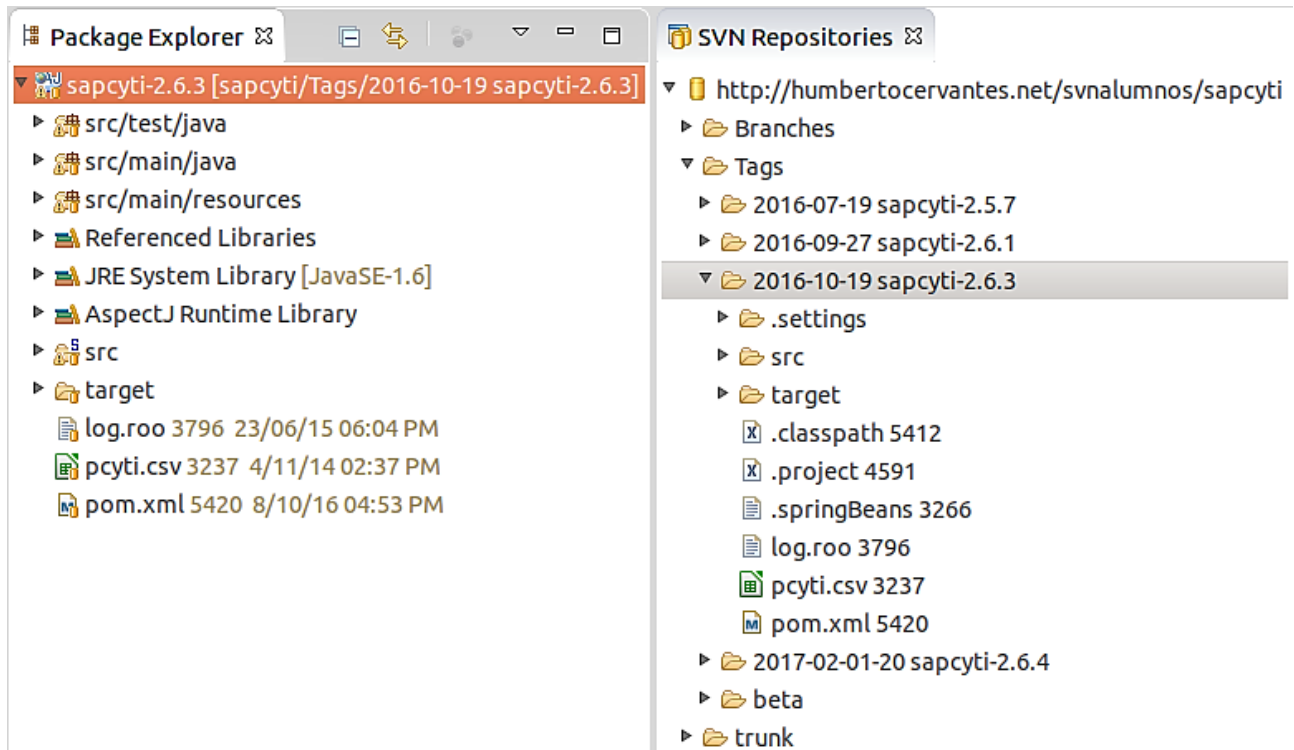 Package Explorer
sapcyti-2.6.3 [sapcyti/Tags/2016-10-19 sapcyti-2.6.3]
src/test/java
src/main/java
src/main/resources
Referenced Libraries
JRE System Library [JavaSE-1.6]
AspectJ Runtime Library
src
target
log.roo 3796 23/06/15 06:04 PM
pcyti.csv 3237 4/11/14 02:37 PM
pom.xml 5420 8/10/16 04:53 PM
SVN Repositories
http://humbertocervantes.net/svnalumnos/sapcyti
Branches
Tags
2016-07-19 sapcyti-2.5.7
2016-09-27 sapcyti-2.6.1
2016-10-19 sapcyti-2.6.3
.settings
src
target
.classpath 5412
.project 4591
.springBeans 3266
log.roo 3796
pcyti.csv 3237
pom.xml 5420
2017-02-01-20 sapcyti-2.6.4
beta
trunk